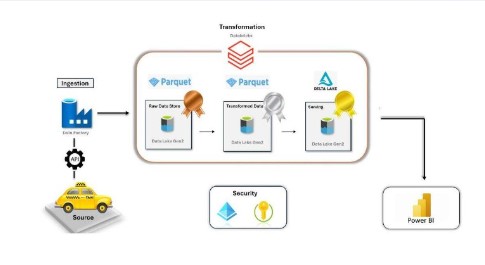 Transformation
Databricks
Ingestion
Parquet
Parquet
DELTA LAKE
Raw Data Store
Transformed Data
Serving
Data Factory
Data Lake Gen2
Data Lake Gen2
Data Lake Gen2
API
Source
Security
Power BI